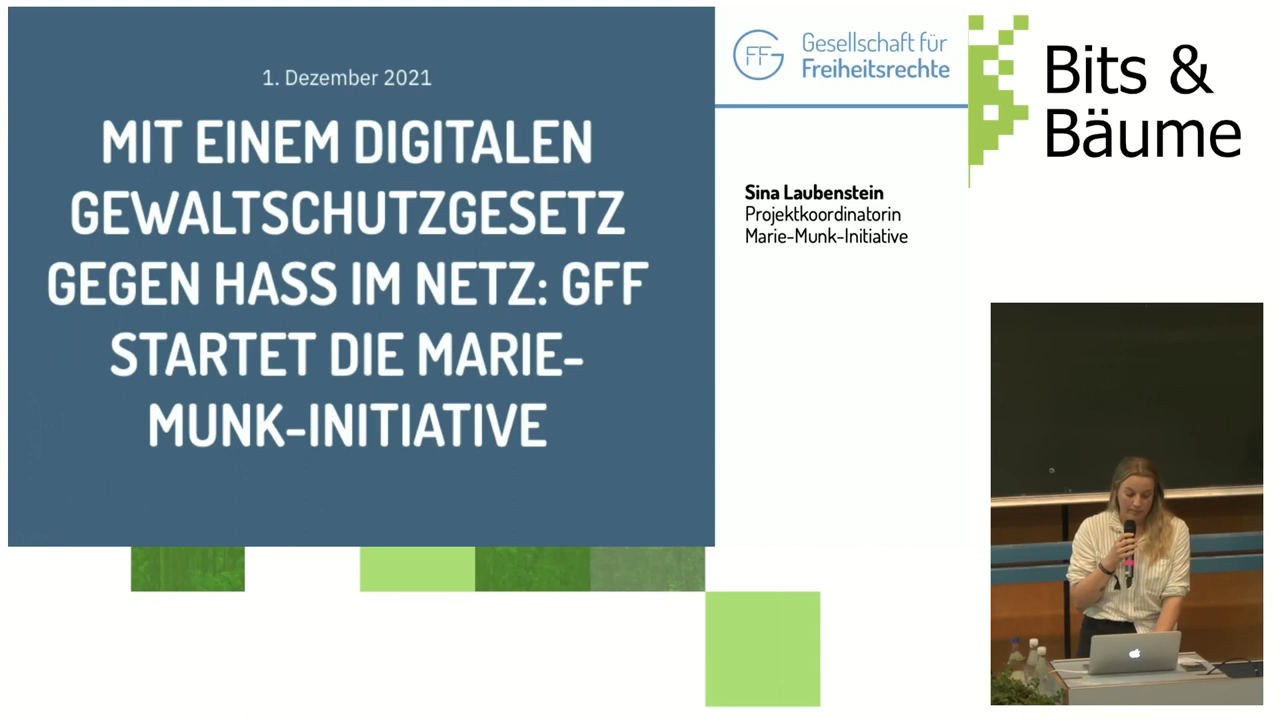 1. Dezember 2021
MIT EINEM DIGITALEN
GEWALTSCHUTZGESETZ
GEGEN HASS IM NETZ: GFF
STARTET DIE MARIE-
MUNK-INITIATIVE
GFF
Gesellschaft für
Freiheitsrechte
Sina Laubenstein
Projektkoordinatorin
Marie-Munk-Initiative
Bits &
Bäume